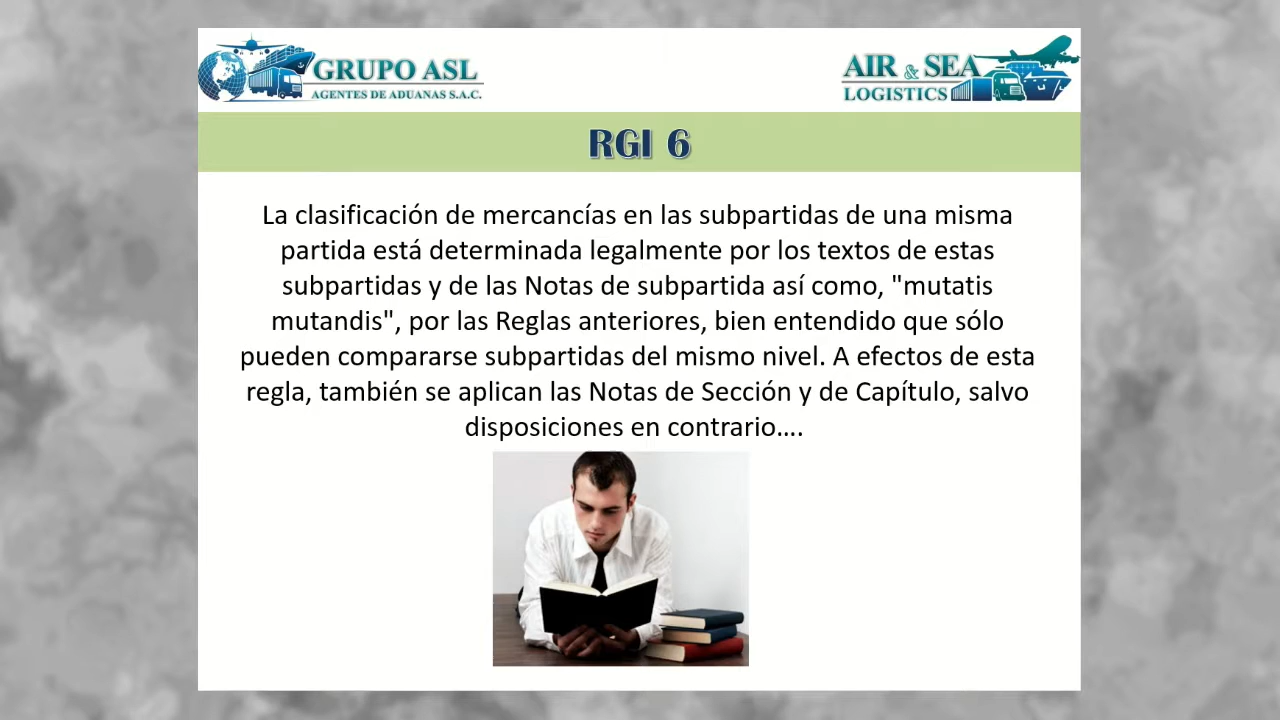 GRUPO ASL
AGENTES DE ADUANAS S.A.C.
AIR & SEA
LOGISTICS
RGI 6
La clasificación de mercancías en las subpartidas de una misma
partida está determinada legalmente por los textos de estas
subpartidas y de las Notas de subpartida así como, "mutatis
mutandis", por las Reglas anteriores, bien entendido que sólo
pueden compararse subpartidas del mismo nivel. A efectos de esta
regla, también se aplican las Notas de Sección y de Capítulo, salvo
disposiciones en contrario....